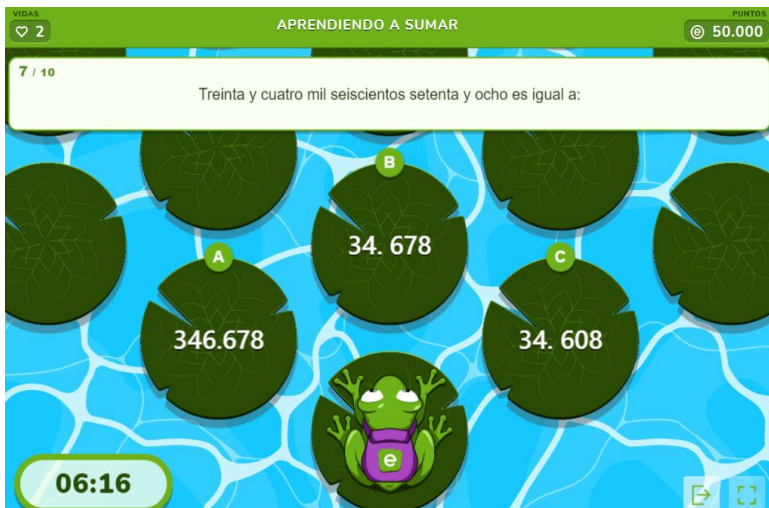 VIDAS
2
APRENDIENDO A SUMAR
PUNTOS
e 50.000
7 / 10
Treinta y cuatro mil seiscientos setenta y ocho es igual a:
B
34. 678
A
346.678
C
34. 608
e
06:16